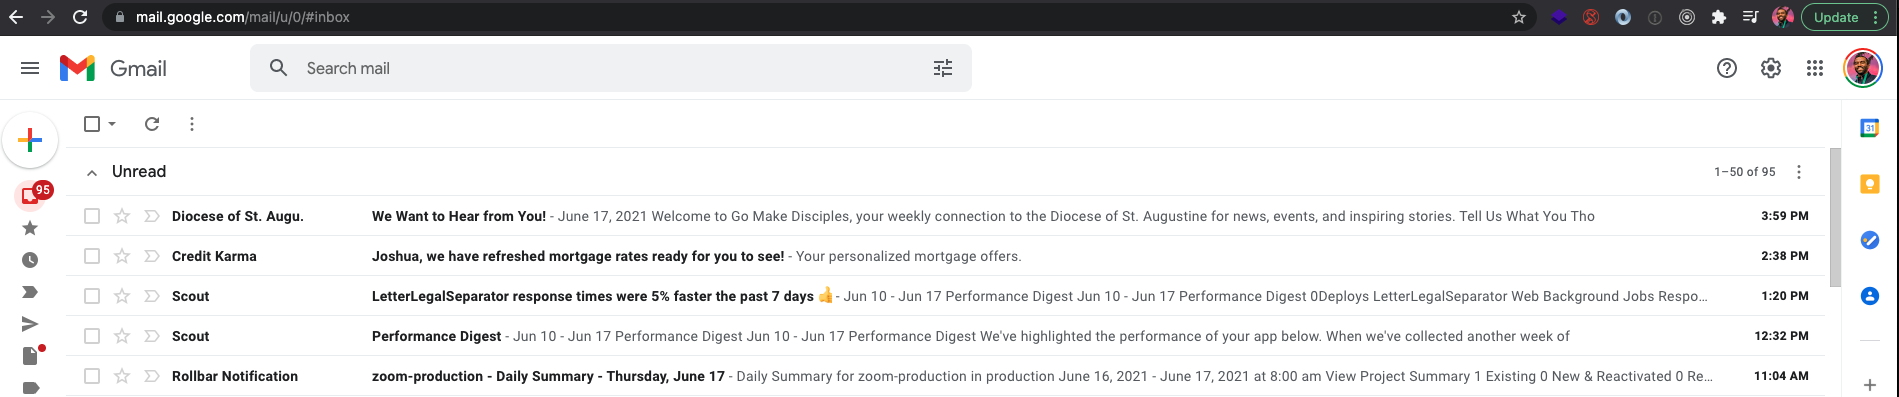 mail.google.com/mail/u/0/#inbox
Update
Gmail
Search mail
31
95
Unread
1–50 of 95
Diocese of St. Augu. We Want to Hear from You! - June 17, 2021 Welcome to Go Make Disciples, your weekly connection to the Diocese of St. Augustine for news, events, and inspiring stories. Tell Us What You Tho 3:59 PM
Credit Karma Joshua, we have refreshed mortgage rates ready for you to see! - Your personalized mortgage offers. 2:38 PM
Scout LetterLegalSeparator response times were 5% faster the past 7 days 👍 - Jun 10 - Jun 17 Performance Digest Jun 10 - Jun 17 Performance Digest 0Deploys LetterLegalSeparator Web Background Jobs Respo... 1:20 PM
Scout Performance Digest - Jun 10 - Jun 17 Performance Digest Jun 10 - Jun 17 Performance Digest We've highlighted the performance of your app below. When we've collected another week of 12:32 PM
Rollbar Notification zoom-production - Daily Summary - Thursday, June 17 - Daily Summary for zoom-production in production June 16, 2021 - June 17, 2021 at 8:00 am View Project Summary 1 Existing 0 New & Reactivated 0 Re... 11:04 AM